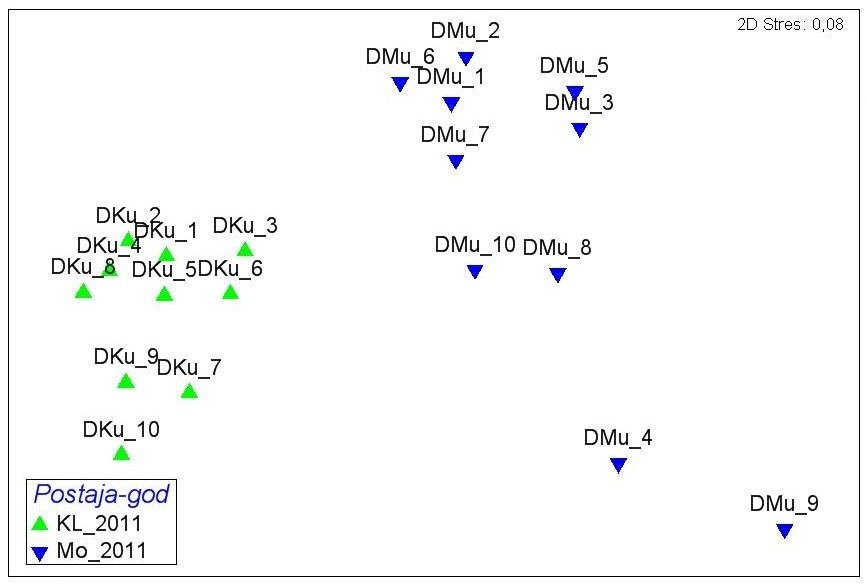 2D Stres: 0,08
DMu_2
DMu_6
DMu_1
DMu_5
DMu_3
DMu_7
DKu_2
DKu_1
DKu_3
DKu_4
DKu_8
DKu_5
DKu_6
DMu_10
DMu_8
DKu_9
DKu_7
DKu_10
DMu_4
DMu_9
Postaja-god
KL_2011
Mo_2011